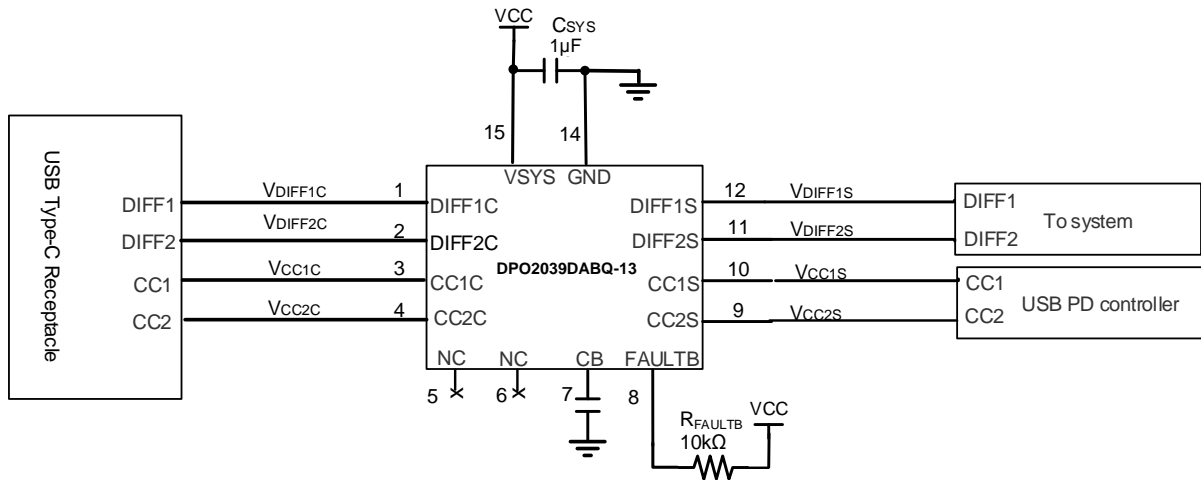 VCC
CSYS
1µF
15
14
USB Type-C Receptacle
VSYS GND
DIFF1
VDIFF1C
1
DIFF1C
DIFF1S
12
VDIFF1S
DIFF1
To system
DIFF2
VDIFF2C
2
DIFF2C
DIFF2S
11
VDIFF2S
DIFF2
DPO2039DABQ-13
CC1
VCC1C
3
CC1C
CC1S
10
VCC1S
CC1
USB PD controller
CC2
VCC2C
4
CC2C
CC2S
9
VCC2S
CC2
NC
NC
CB
FAULTB
5
6
7
8
RFAULTB
10kΩ
VCC